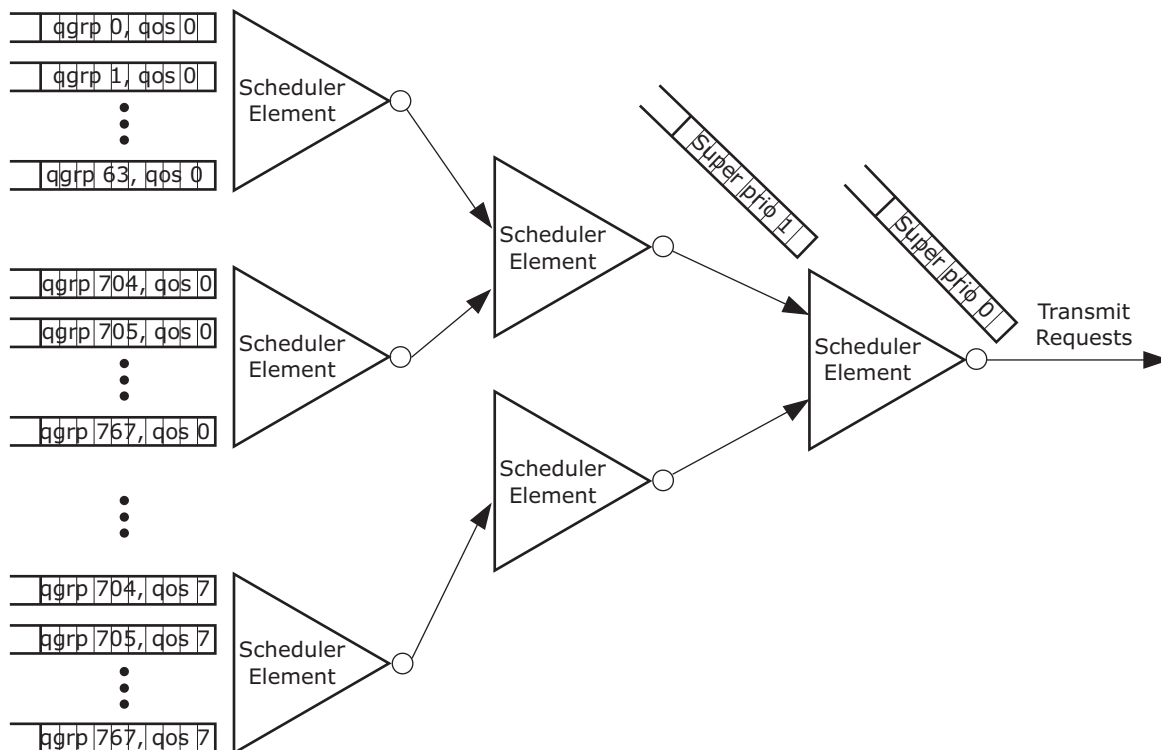 qgrp 0, qos 0
qgrp 1, qos 0
qgrp 63, qos 0
Scheduler
Element
qgrp 704, qos 0
qgrp 705, qos 0
qgrp 767, qos 0
Scheduler
Element
qgrp 704, qos 7
qgrp 705, qos 7
qgrp 767, qos 7
Scheduler
Element
Scheduler
Element
Scheduler
Element
Super prio 1
Super prio 0
Scheduler
Element
Transmit
Requests